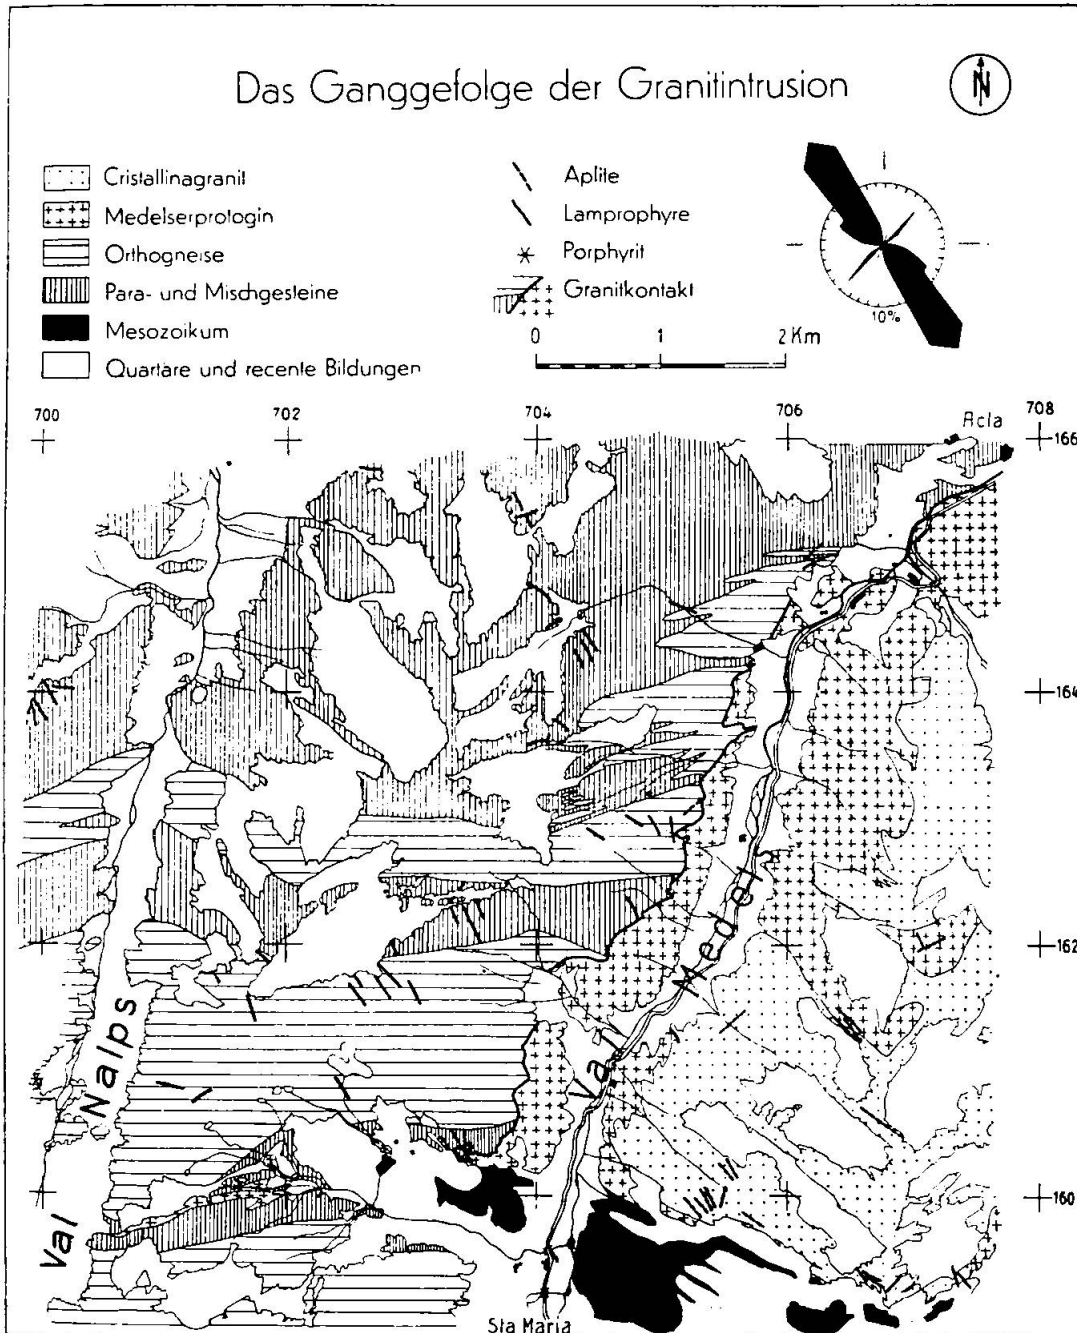 Das Ganggefolge der Granitintrusion
N
Cristallinagranit
Medelserprotogin
Orthogneise
Para- und Mischgesteine
Mesozoikum
Quartäre und recente Bildungen
Aplite
Lamprophyre
Porphyrit
Granitkontakt
0 1 2 Km
10%
700 702 704 706 708
166
164
162
160
Val Nalps
Val Medel
Sta Maria